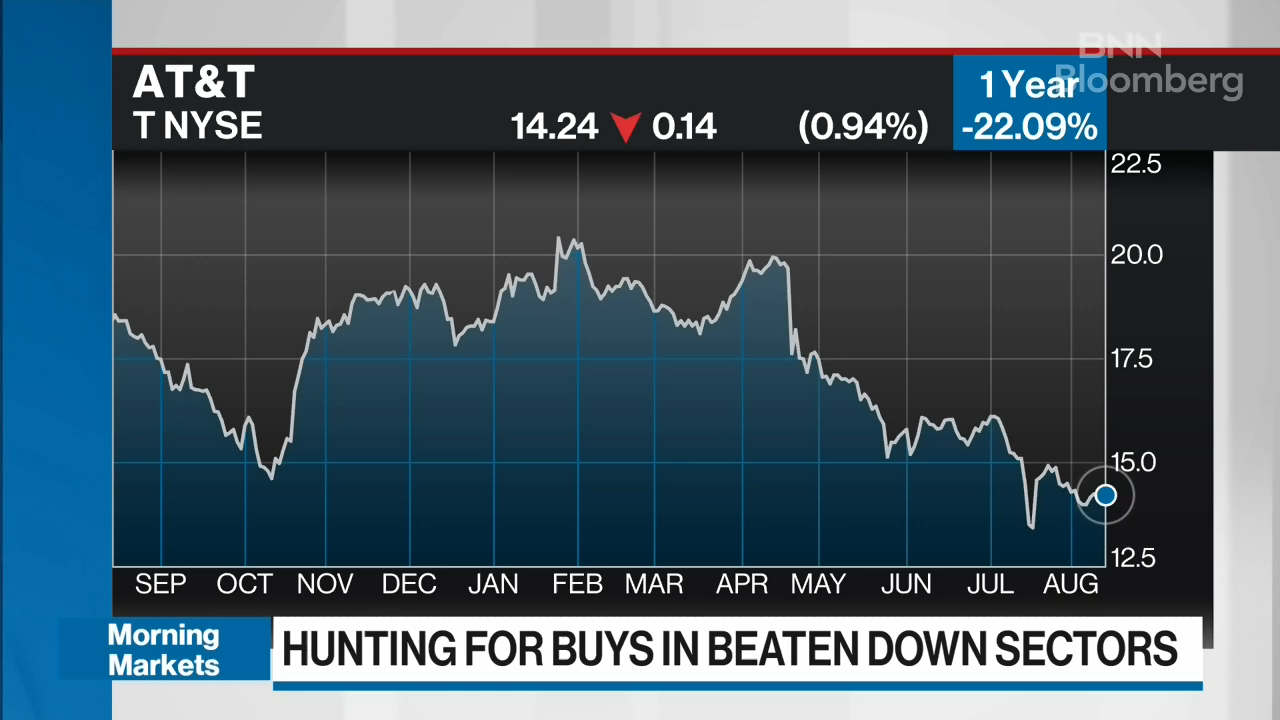 BNN
Bloomberg
AT&T
T NYSE
14.24 ▼ 0.14 (0.94%)
1 Year
-22.09%
22.5
20.0
17.5
15.0
12.5
SEP OCT NOV DEC JAN FEB MAR APR MAY JUN JUL AUG
Morning
Markets
HUNTING FOR BUYS IN BEATEN DOWN SECTORS